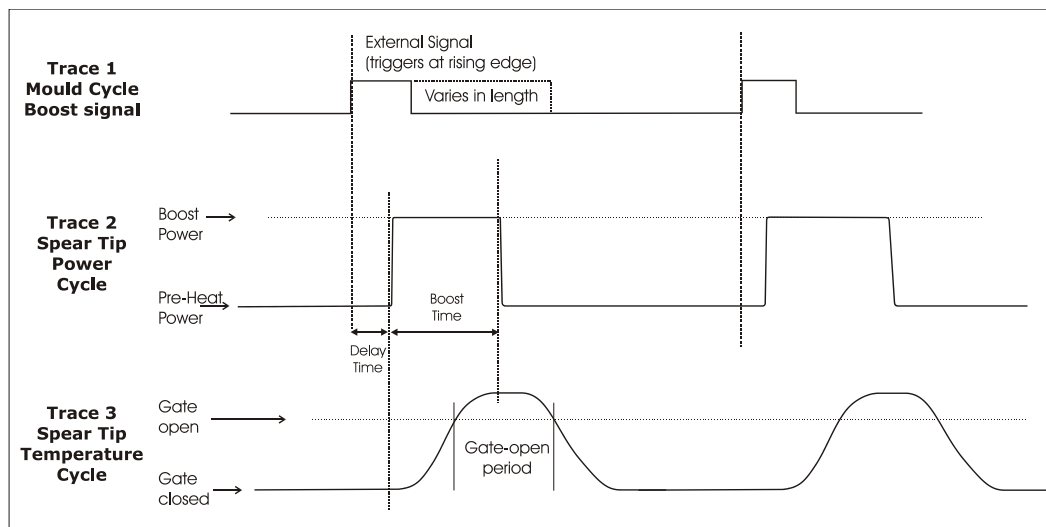 Trace 1
Mould Cycle
Boost signal
External Signal
(triggers at rising edge)
Varies in length
Trace 2
Spear Tip
Power
Cycle
Boost
Power
Pre-Heat
Power
Boost
Time
Delay
Time
Trace 3
Spear Tip
Temperature
Cycle
Gate
open
Gate
closed
Gate-open
period